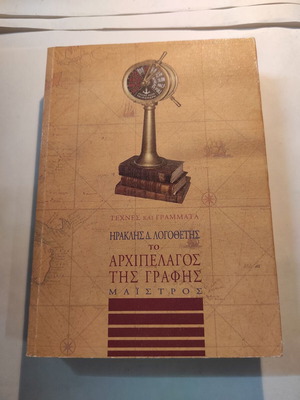 ΤΕΧΝΕΣ ΚΑΙ ΓΡΑΜΜΑΤΑ
ΗΡΑΚΛΗΣ Δ. ΛΟΓΟΘΕΤΗΣ
ΤΟ
ΑΡΧΙΠΕΛΑΓΟΣ
ΤΗΣ ΓΡΑΦΗΣ
ΜΑΪΣΤΡΟΣ